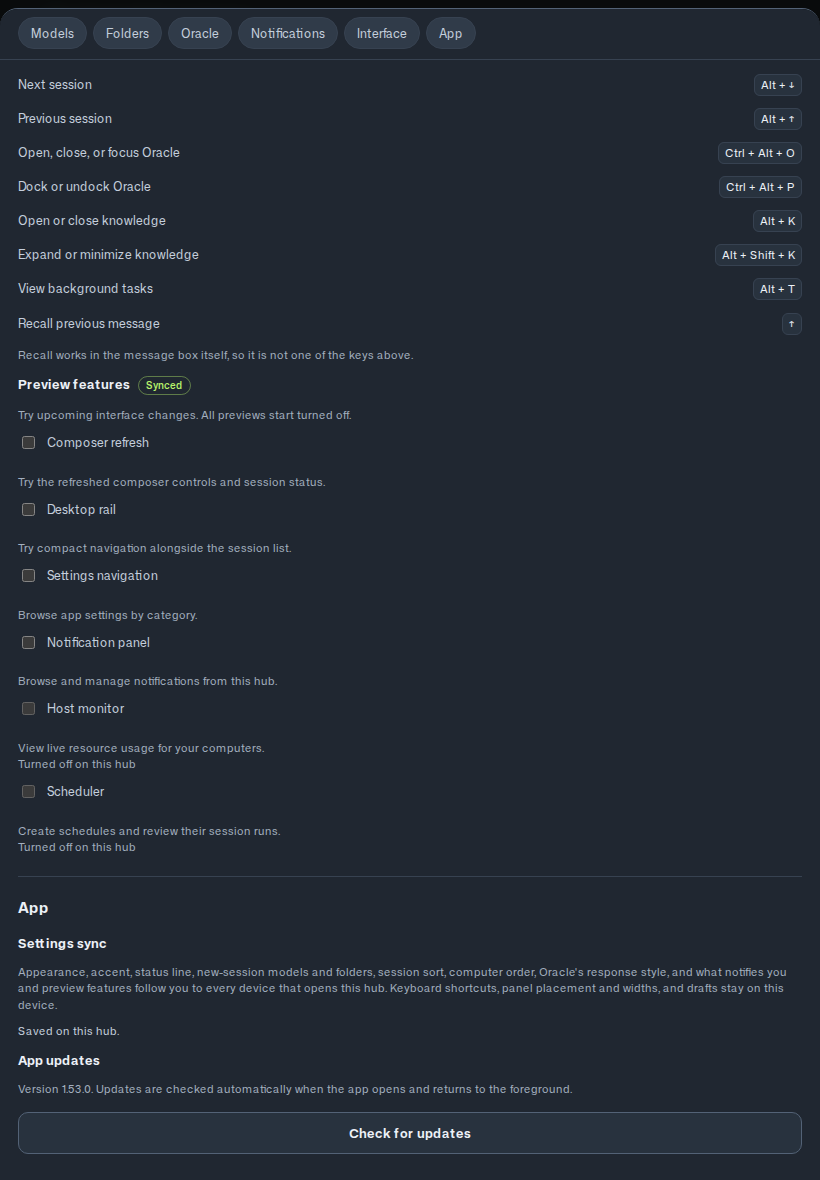 Models Folders Oracle Notifications Interface App
Next session Alt + ↓
Previous session Alt + ↑
Open, close, or focus Oracle Ctrl + Alt + O
Dock or undock Oracle Ctrl + Alt + P
Open or close knowledge Alt + K
Expand or minimize knowledge Alt + Shift + K
View background tasks Alt + T
Recall previous message ↑
Recall works in the message box itself, so it is not one of the keys above.
Preview features Synced
Try upcoming interface changes. All previews start turned off.
Composer refresh
Try the refreshed composer controls and session status.
Desktop rail
Try compact navigation alongside the session list.
Settings navigation
Browse app settings by category.
Notification panel
Browse and manage notifications from this hub.
Host monitor
View live resource usage for your computers.
Turned off on this hub
Scheduler
Create schedules and review their session runs.
Turned off on this hub
App
Settings sync
Appearance, accent, status line, new-session models and folders, session sort, computer order, Oracle's response style, and what notifies you
and preview features follow you to every device that opens this hub. Keyboard shortcuts, panel placement and widths, and drafts stay on this
device.
Saved on this hub.
App updates
Version 1.53.0. Updates are checked automatically when the app opens and returns to the foreground.
Check for updates